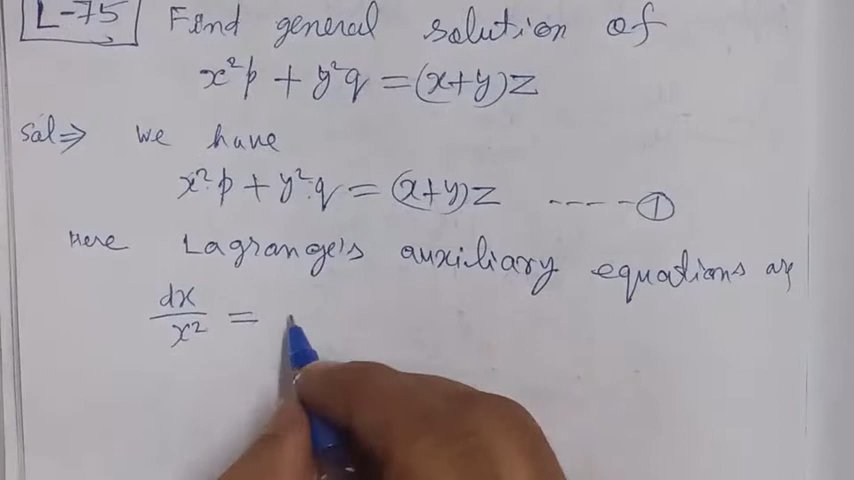 L-75 Find general solution of
x²p + y²q = (x+y)z
Sol⇒ we have
x²p + y²q = (x+y)z -----①
Here Lagrange's auxiliary equations are
dx/x² =